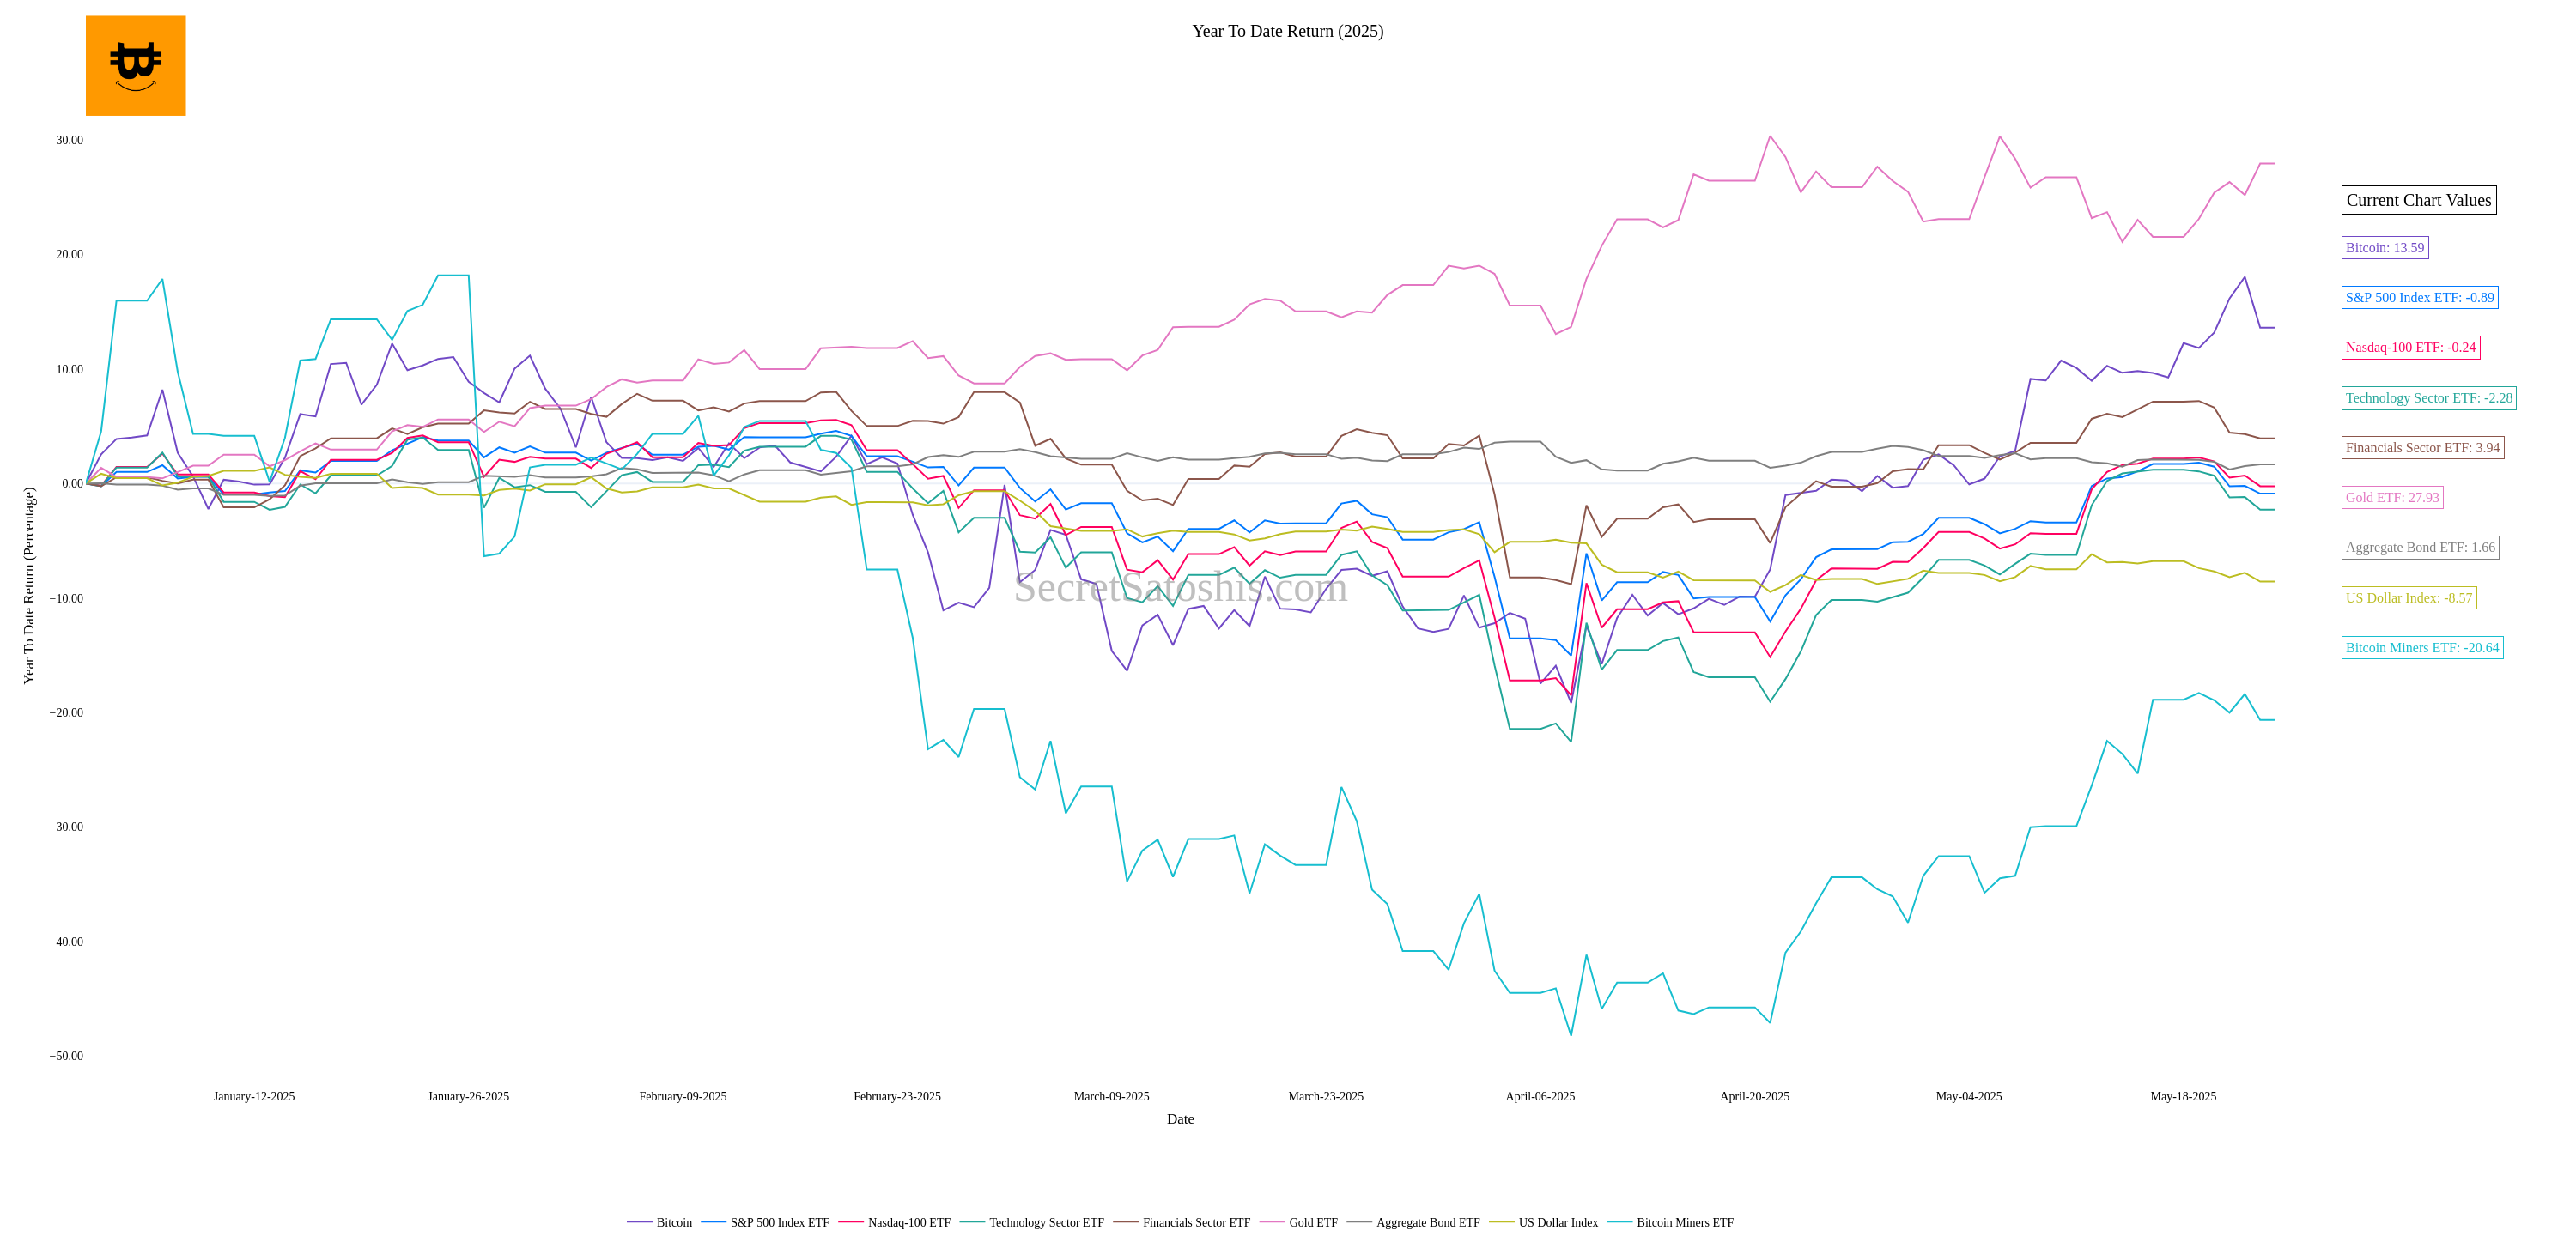 Year To Date Return (2025)
30.00
20.00
10.00
0.00
−10.00
−20.00
−30.00
−40.00
−50.00
Year To Date Return (Percentage)
SecretSatoshis.com
January-12-2025
January-26-2025
February-09-2025
February-23-2025
March-09-2025
March-23-2025
April-06-2025
April-20-2025
May-04-2025
May-18-2025
Date
Current Chart Values
Bitcoin: 13.59
S&P 500 Index ETF: -0.89
Nasdaq-100 ETF: -0.24
Technology Sector ETF: -2.28
Financials Sector ETF: 3.94
Gold ETF: 27.93
Aggregate Bond ETF: 1.66
US Dollar Index: -8.57
Bitcoin Miners ETF: -20.64
Bitcoin S&P 500 Index ETF Nasdaq-100 ETF Technology Sector ETF Financials Sector ETF Gold ETF Aggregate Bond ETF US Dollar Index Bitcoin Miners ETF